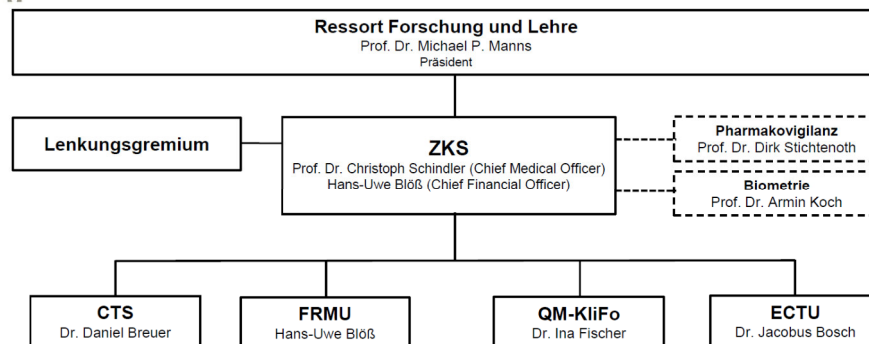 Ressort Forschung und Lehre
Prof. Dr. Michael P. Manns
Präsident
Lenkungsgremium
ZKS
Prof. Dr. Christoph Schindler (Chief Medical Officer)
Hans-Uwe Blöß (Chief Financial Officer)
Pharmakovigilanz
Prof. Dr. Dirk Stichtenoth
Biometrie
Prof. Dr. Armin Koch
CTS
Dr. Daniel Breuer
FRMU
Hans-Uwe Blöß
QM-KliFo
Dr. Ina Fischer
ECTU
Dr. Jacobus Bosch